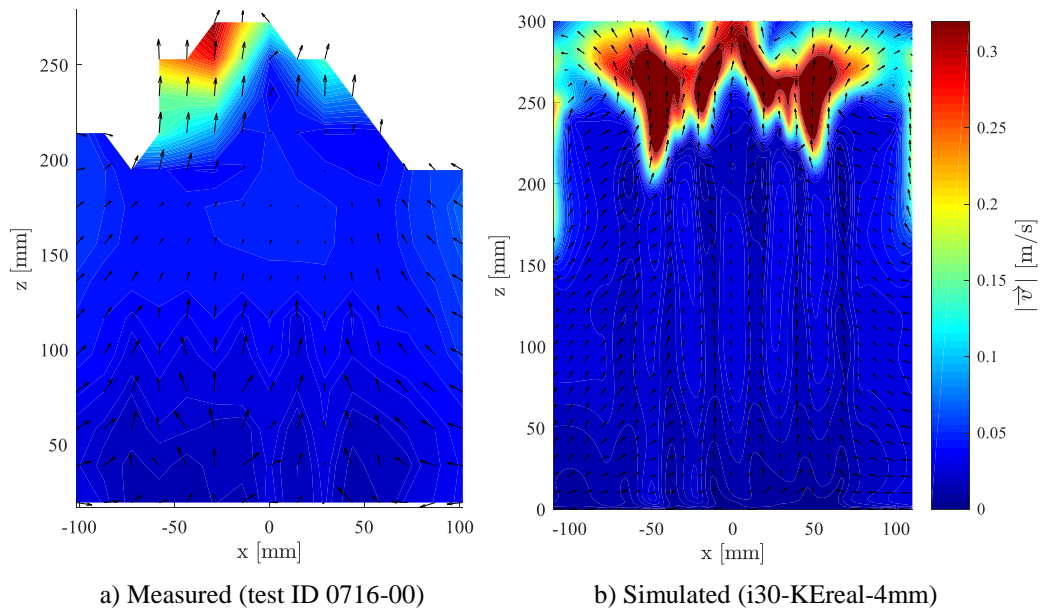 250
200
150
100
50
z [mm]
-100 -50 0 50 100
x [mm]
300
250
200
150
100
50
0
z [mm]
-100 -50 0 50 100
x [mm]
0.3
0.25
0.2
0.15
0.1
0.05
0
|v⃗| [m/s]
a) Measured (test ID 0716-00)
b) Simulated (i30-KEreal-4mm)